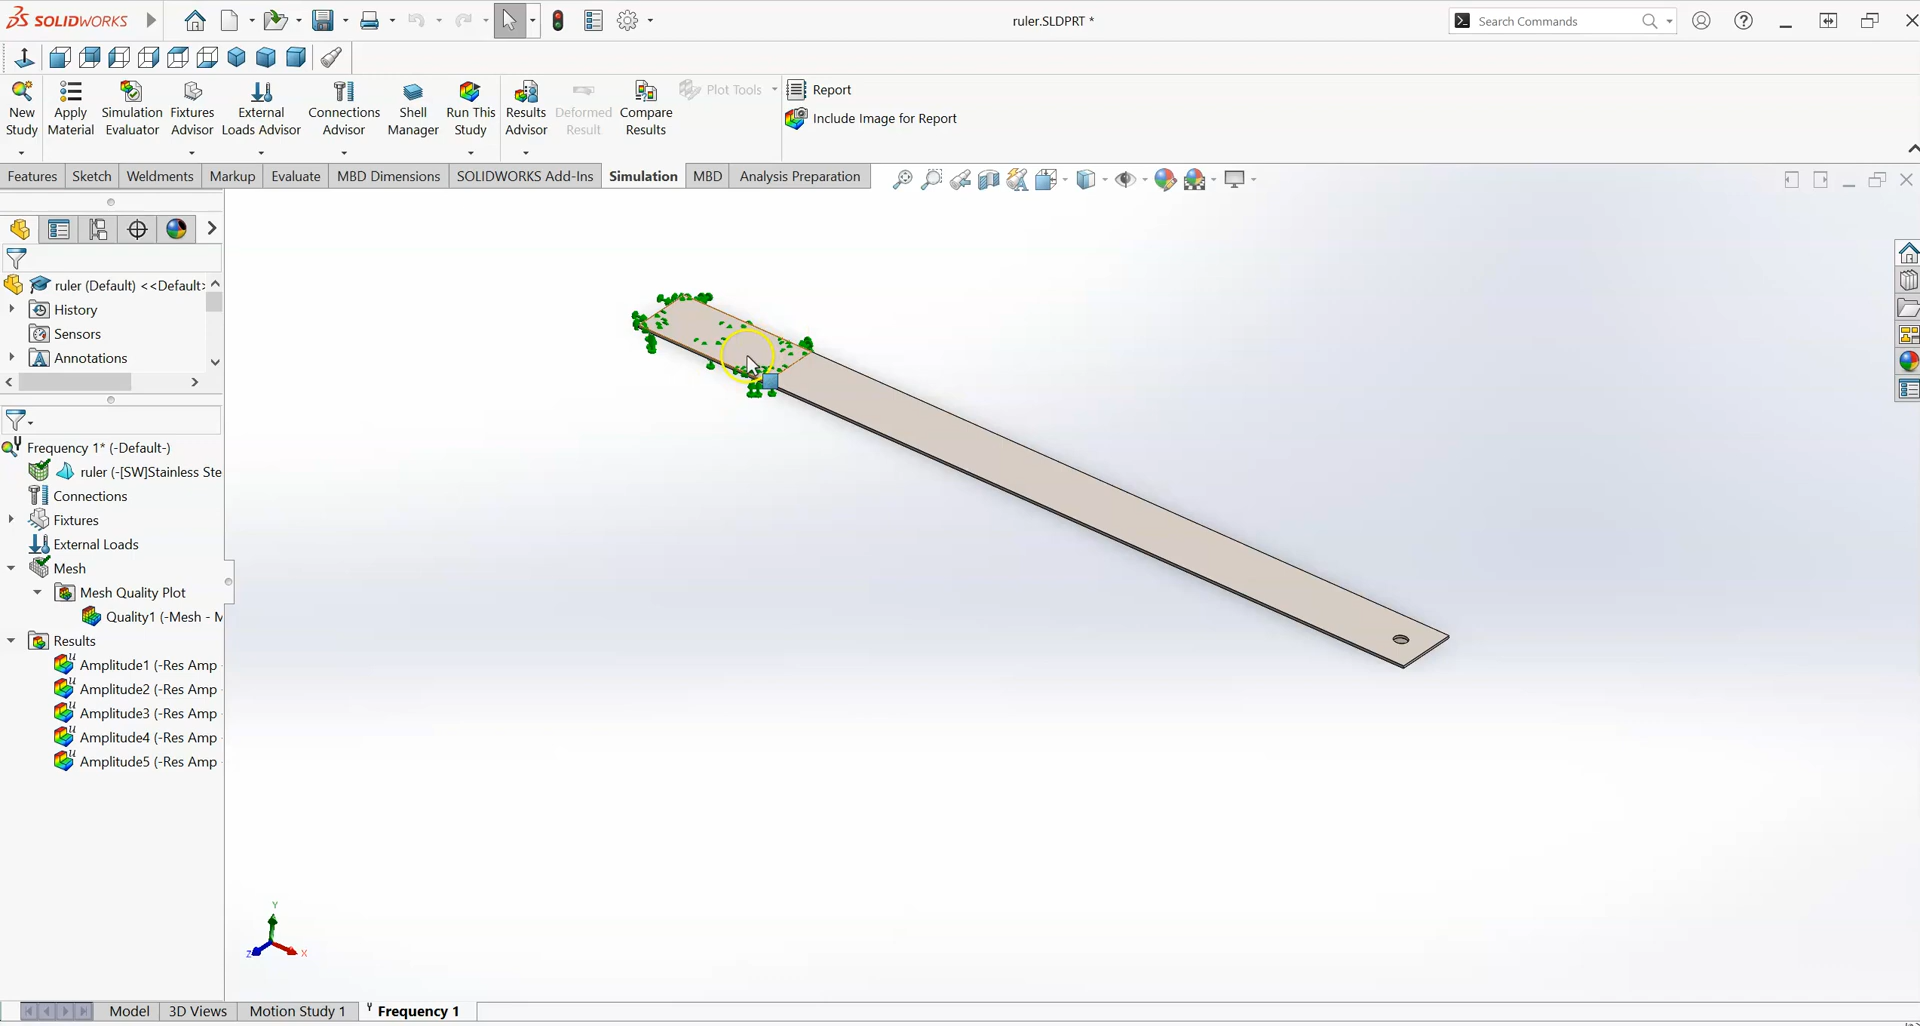 SOLIDWORKS
ruler.SLDPRT *
Search Commands
New Study
Apply Material
Simulation Evaluator
Fixtures Advisor
External Loads Advisor
Connections Advisor
Shell Manager
Run This Study
Results Advisor
Deformed Result
Compare Results
Plot Tools
Report
Include Image for Report
Features
Sketch
Weldments
Markup
Evaluate
MBD Dimensions
SOLIDWORKS Add-Ins
Simulation
MBD
Analysis Preparation
ruler (Default) <<Default>
History
Sensors
Annotations
Frequency 1* (-Default-)
ruler (-[SW]Stainless Ste
Connections
Fixtures
External Loads
Mesh
Mesh Quality Plot
Quality1 (-Mesh - M
Results
Amplitude1 (-Res Amp
Amplitude2 (-Res Amp
Amplitude3 (-Res Amp
Amplitude4 (-Res Amp
Amplitude5 (-Res Amp
Y
Z
X
Model
3D Views
Motion Study 1
Frequency 1